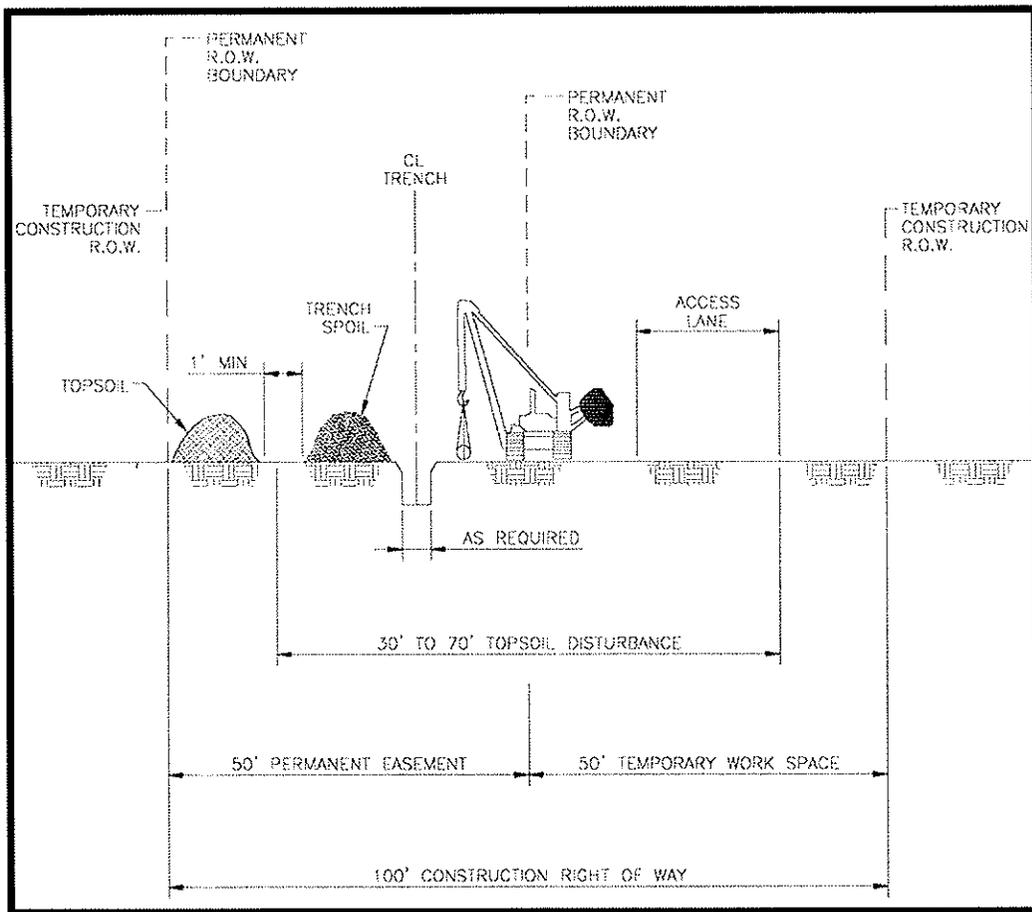 PERMANENT
R.O.W.
BOUNDARY
PERMANENT
R.O.W.
BOUNDARY
CL
TRENCH
TEMPORARY
CONSTRUCTION
R.O.W.
TEMPORARY
CONSTRUCTION
R.O.W.
TRENCH
SPOIL
ACCESS
LANE
1' MIN
TOPSOIL
AS REQUIRED
30' TO 70' TOPSOIL DISTURBANCE
50' PERMANENT EASEMENT
50' TEMPORARY WORK SPACE
100' CONSTRUCTION RIGHT OF WAY